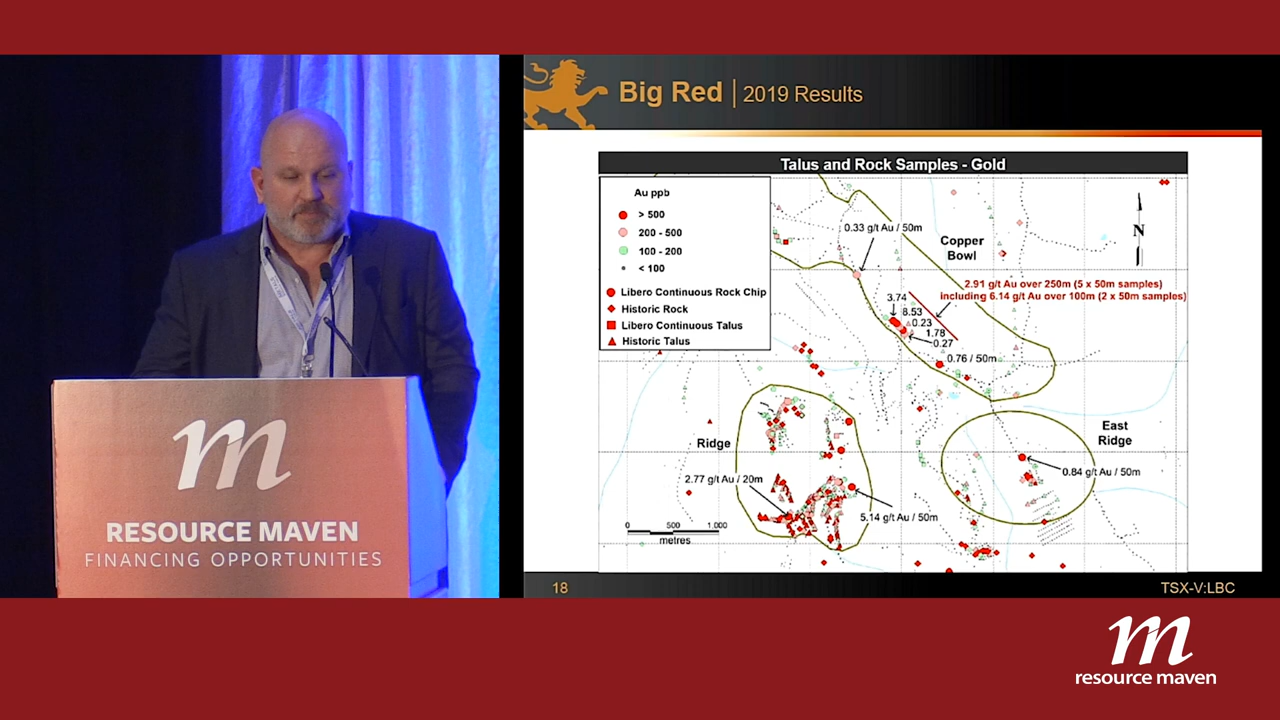 m
RESOURCE MAVEN
FINANCING OPPORTUNITIES
Big Red | 2019 Results
Talus and Rock Samples - Gold
Au ppb
> 500
200 - 500
100 - 200
< 100
Libero Continuous Rock Chip
Historic Rock
Libero Continuous Talus
Historic Talus
0.33 g/t Au / 50m
Copper
Bowl
N
2.91 g/t Au over 250m (5 x 50m samples)
including 6.14 g/t Au over 100m (2 x 50m samples)
3.74
8.53
0.23
1.78
0.27
0.76 / 50m
Ridge
East
Ridge
2.77 g/t Au / 20m
0.84 g/t Au / 50m
5.14 g/t Au / 50m
0 500 1,000
metres
18
TSX-V:LBC
m
resource maven